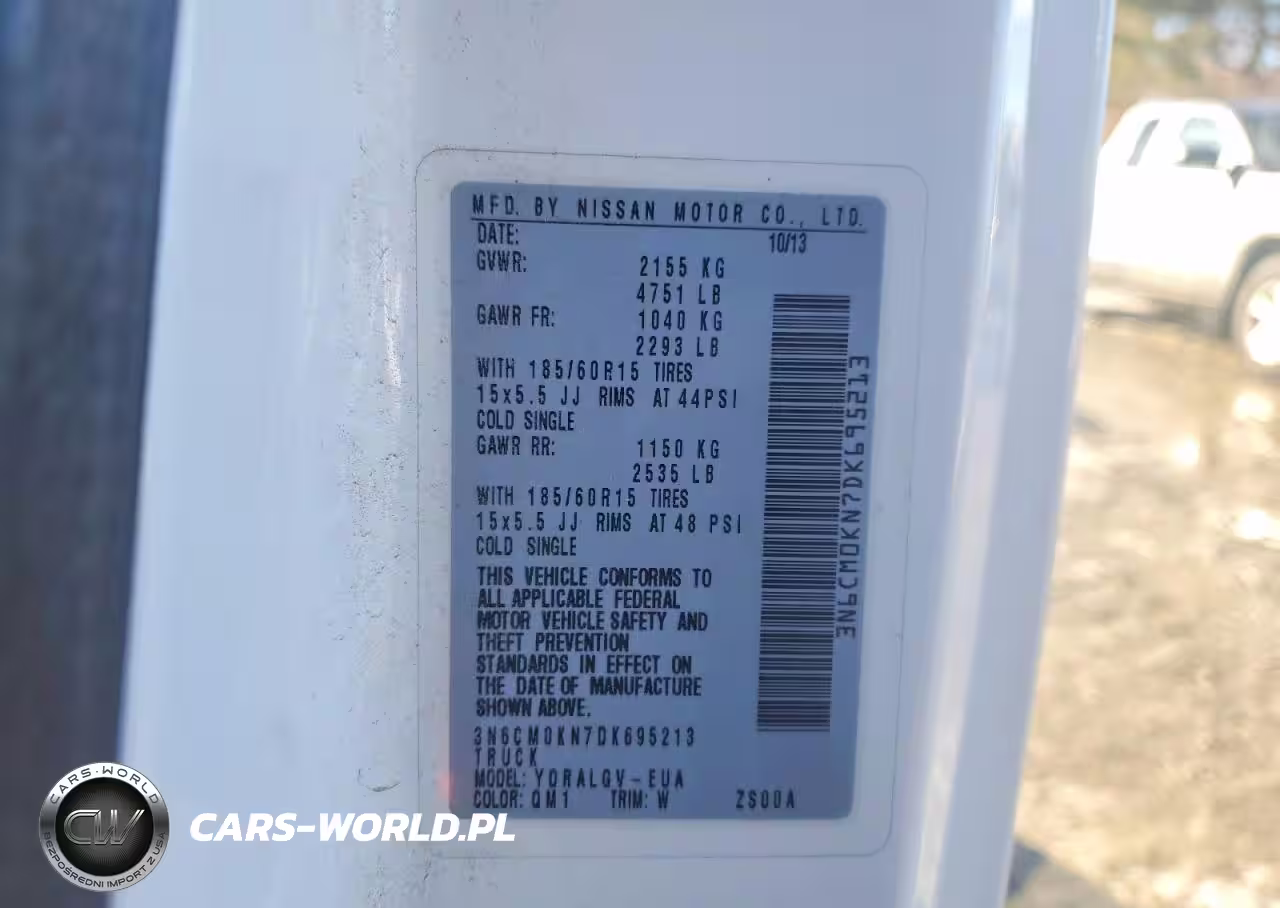 MFD. BY NISSAN MOTOR CO., LTD.
DATE: 10/13
GVWR: 2155 KG
4751 LB
GAWR FR: 1040 KG
2293 LB
WITH 185/60R15 TIRES
15x5.5 JJ RIMS AT 44PSI
COLD SINGLE
GAWR RR: 1150 KG
2535 LB
WITH 185/60R15 TIRES
15x5.5 JJ RIMS AT 48 PSI
COLD SINGLE
THIS VEHICLE CONFORMS TO
ALL APPLICABLE FEDERAL
MOTOR VEHICLE SAFETY AND
THEFT PREVENTION
STANDARDS IN EFFECT ON
THE DATE OF MANUFACTURE
SHOWN ABOVE.
3N6CM0KN7DK695213
TRUCK
MODEL: YQRALGV-EUA
COLOR: QM1 TRIM: W ZS00A
3N6CM0KN7DK695213
CARS-WORLD
CW
BEZPOŚREDNI IMPORT Z USA
CARS-WORLD.PL